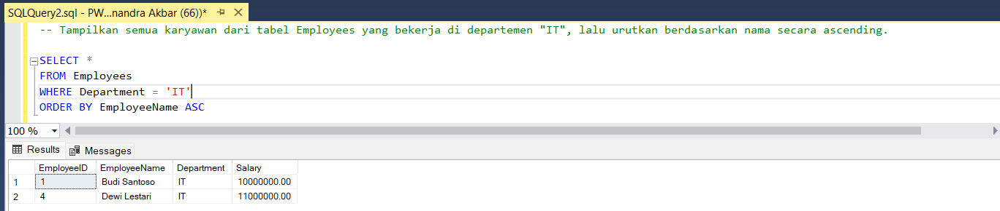 SQLQuery2.sql - PW...nandra Akbar (66))*
-- Tampilkan semua karyawan dari tabel Employees yang bekerja di departemen "IT", lalu urutkan berdasarkan nama secara ascending.
SELECT *
FROM Employees
WHERE Department = 'IT'
ORDER BY EmployeeName ASC
100 %
Results Messages
EmployeeID EmployeeName Department Salary
1 1 Budi Santoso IT 10000000.00
2 4 Dewi Lestari IT 11000000.00